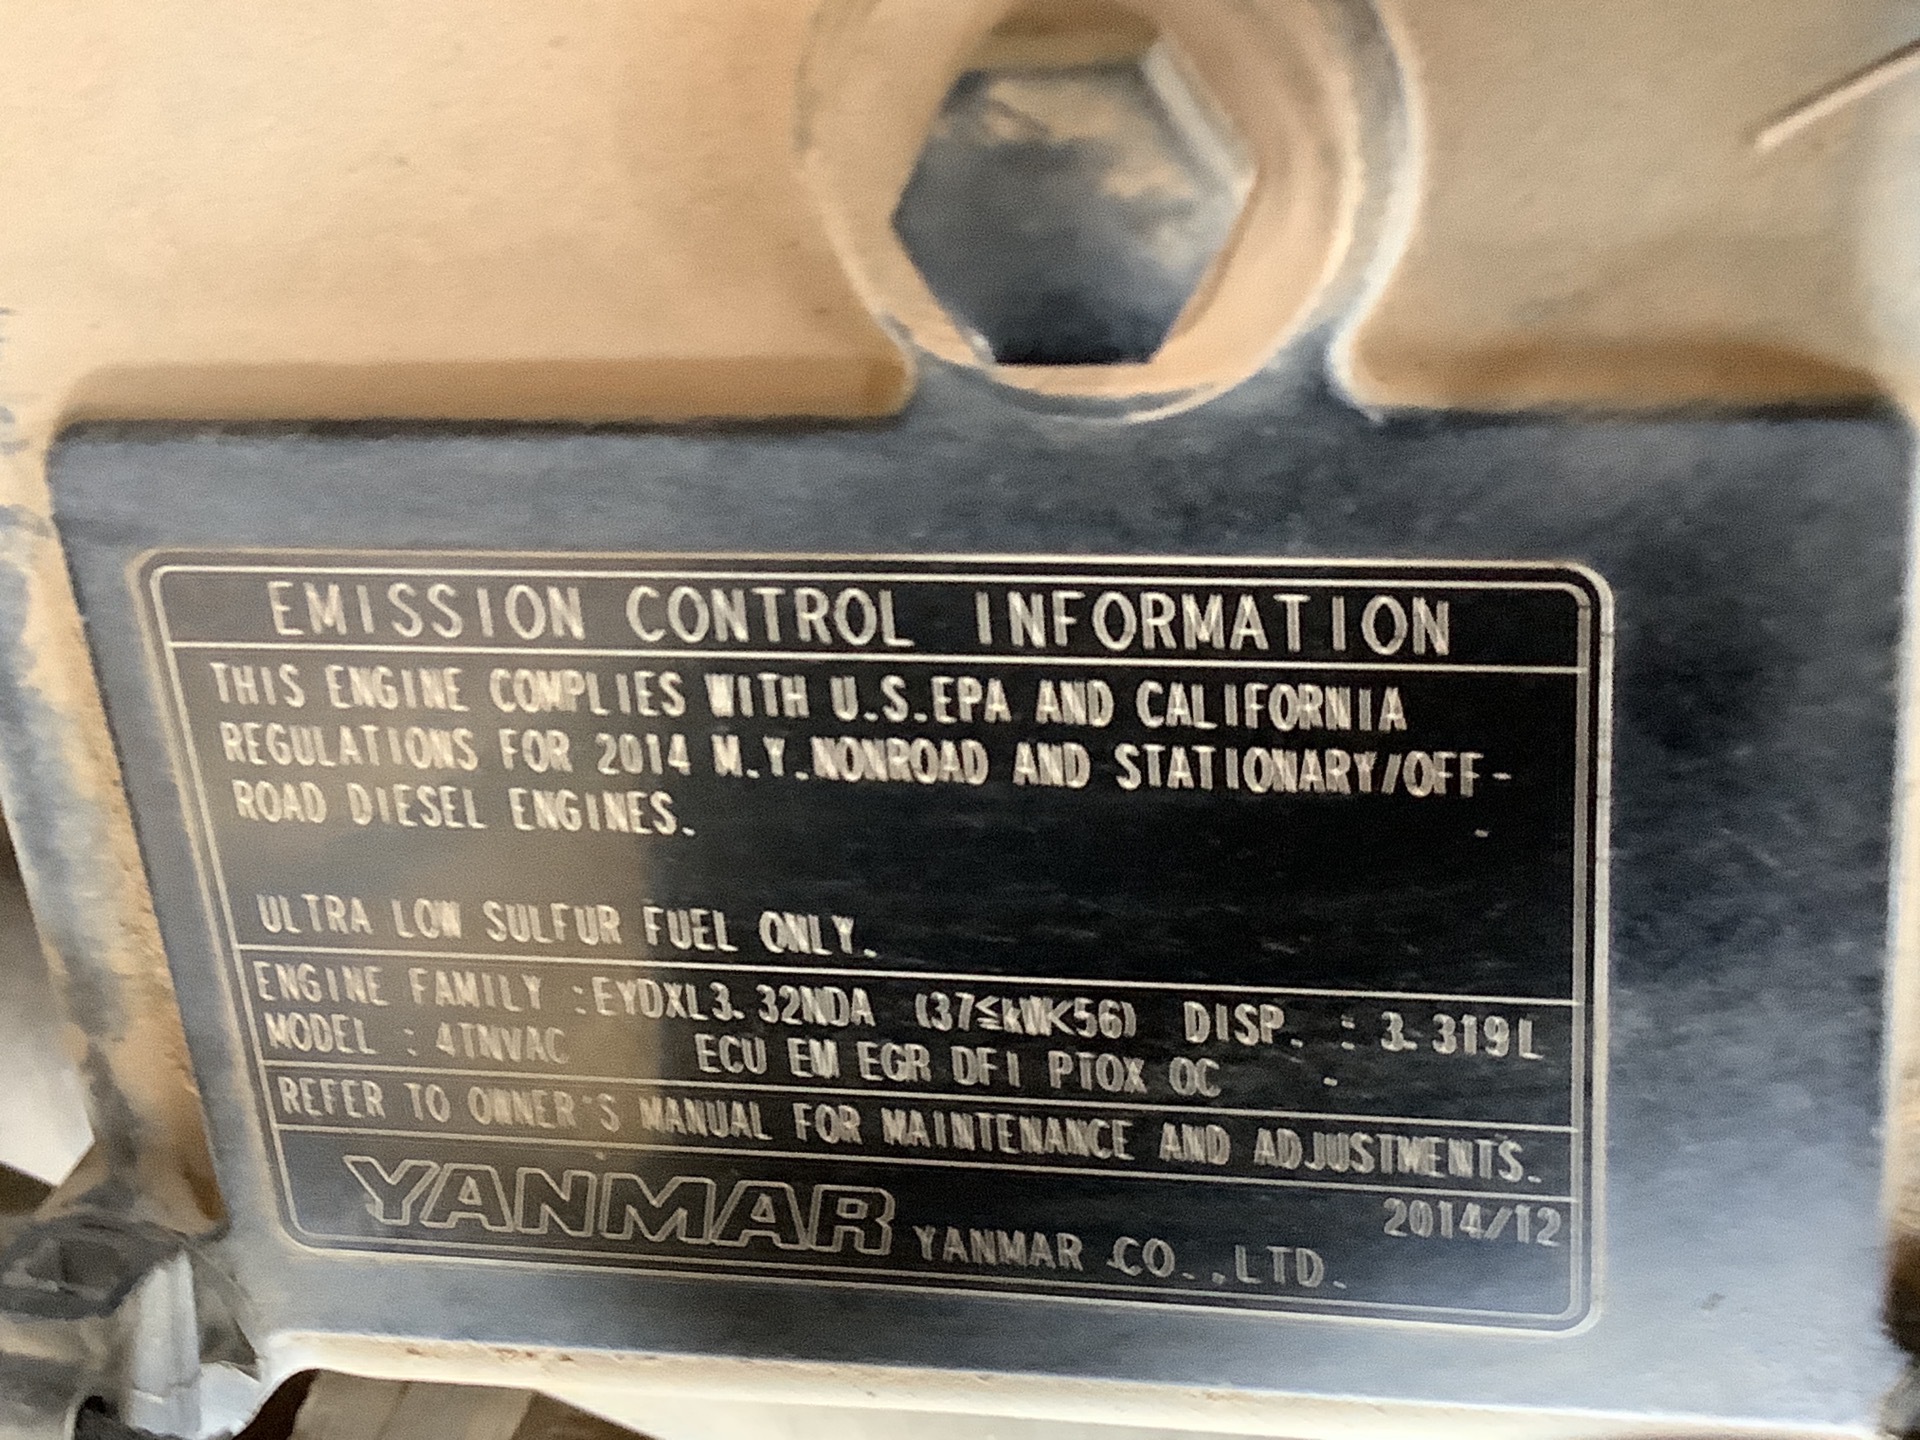 EMISSION CONTROL INFORMATION
THIS ENGINE COMPLIES WITH U.S.EPA AND CALIFORNIA
REGULATIONS FOR 2014 M.Y.NONROAD AND STATIONARY/OFF-
ROAD DIESEL ENGINES.
ULTRA LOW SULFUR FUEL ONLY.
ENGINE FAMILY :EYDXL3.32NDA (37≦kW<56) DISP. : 3.319L
MODEL : 4TNVAC ECU EM EGR DFI PTOX OC
REFER TO OWNER'S MANUAL FOR MAINTENANCE AND ADJUSTMENTS.
2014/12
YANMAR YANMAR CO.,LTD.